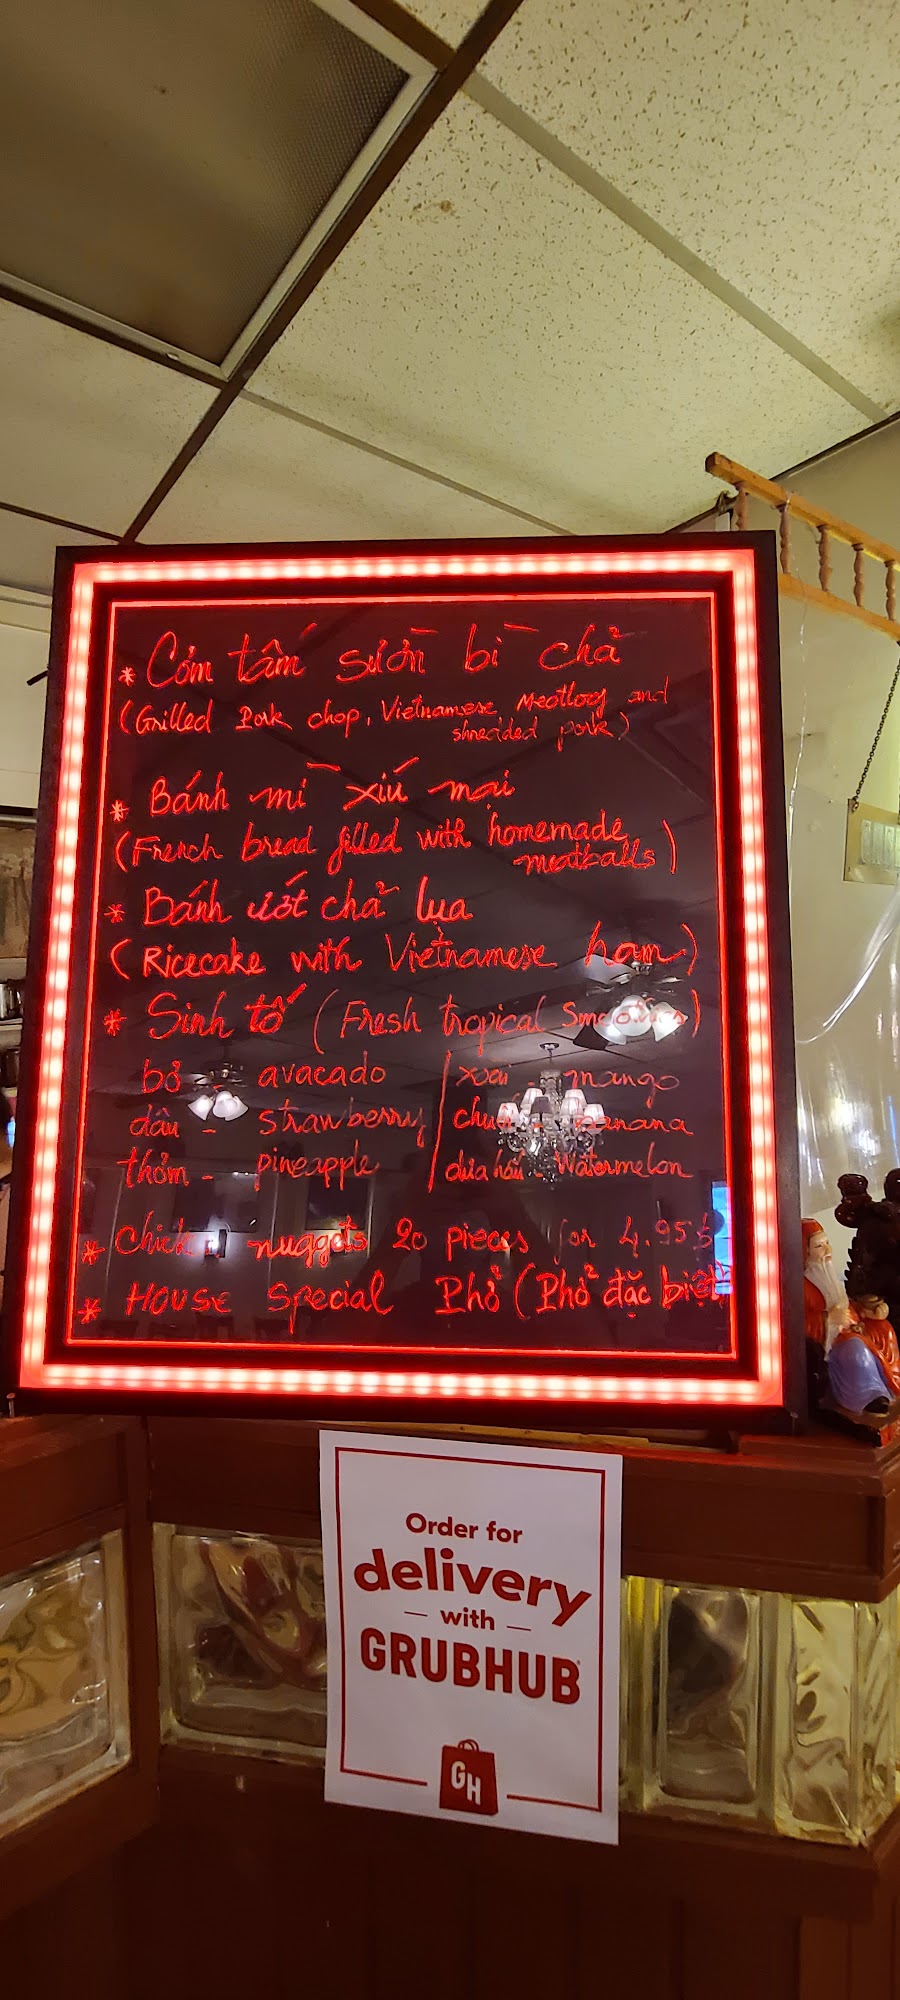 * Cơm tấm sườn bì chả
(Grilled Pork chop, Vietnamese Meatloaf and
shredded pork)
* Bánh mì xíu mại
(French bread filled with homemade
meatballs)
* Bánh ướt chả lụa
(Ricecake with Vietnamese ham)
* Sinh tố (Fresh tropical
bơ - avacado | xoài - mango
dâu - strawberry | banana
thơm - pineapple | dưa hấu - Watermelon
* nuggets 20 pieces for 4.95$
* HOUSE Special Phở (Phở đặc biệt)
Order for
delivery
— with —
GRUBHUB
GH